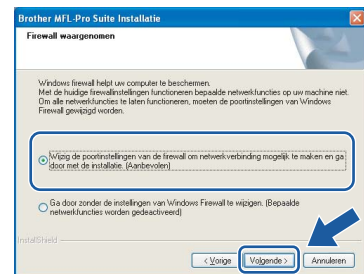 Brother MFL-Pro Suite Installatie
Firewall waargenomen
Windows firewall helpt uw computer te beschermen.
Met de huidige firewallinstellingen functioneren bepaalde netwerkfuncties op uw machine niet.
Om alle netwerkfuncties te laten functioneren, moeten de poortinstellingen van Windows
Firewall gewijzigd worden.
Wijzig de poortinstellingen van de firewall om netwerkverbinding mogelijk te maken en ga
door met de installatie. (Aanbevolen)
Ga door zonder de instellingen van Windows Firewall te wijzigen. (Bepaalde
netwerkfuncties worden gedeactiveerd)
InstallShield
< Vorige
Volgende >
Annuleren